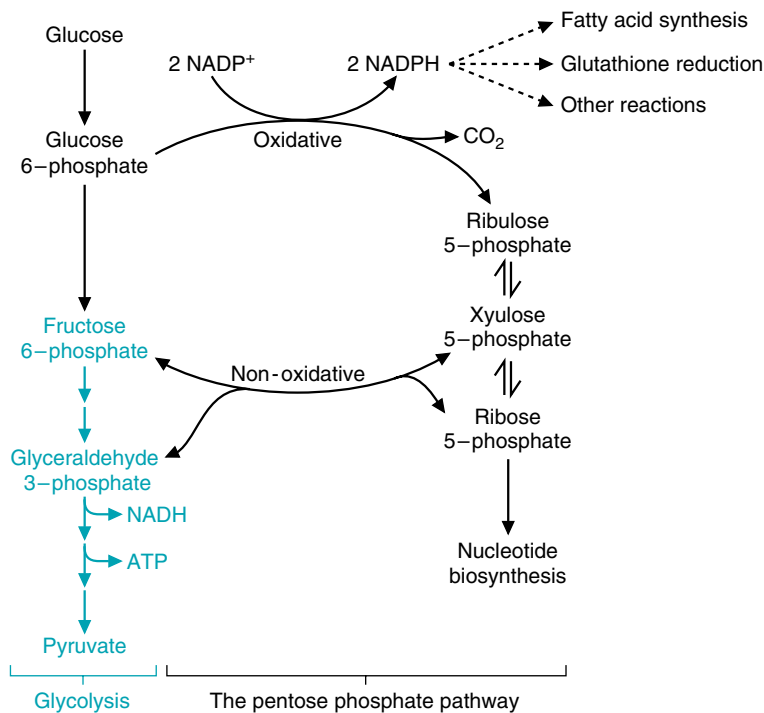 Glucose
2 NADP⁺
2 NADPH
Fatty acid synthesis
Glutathione reduction
Other reactions
Glucose
6–phosphate
Oxidative
CO₂
Ribulose
5–phosphate
Xyulose
5–phosphate
Fructose
6–phosphate
Non-oxidative
Ribose
5–phosphate
Glyceraldehyde
3–phosphate
NADH
ATP
Nucleotide
biosynthesis
Pyruvate
Glycolysis
The pentose phosphate pathway